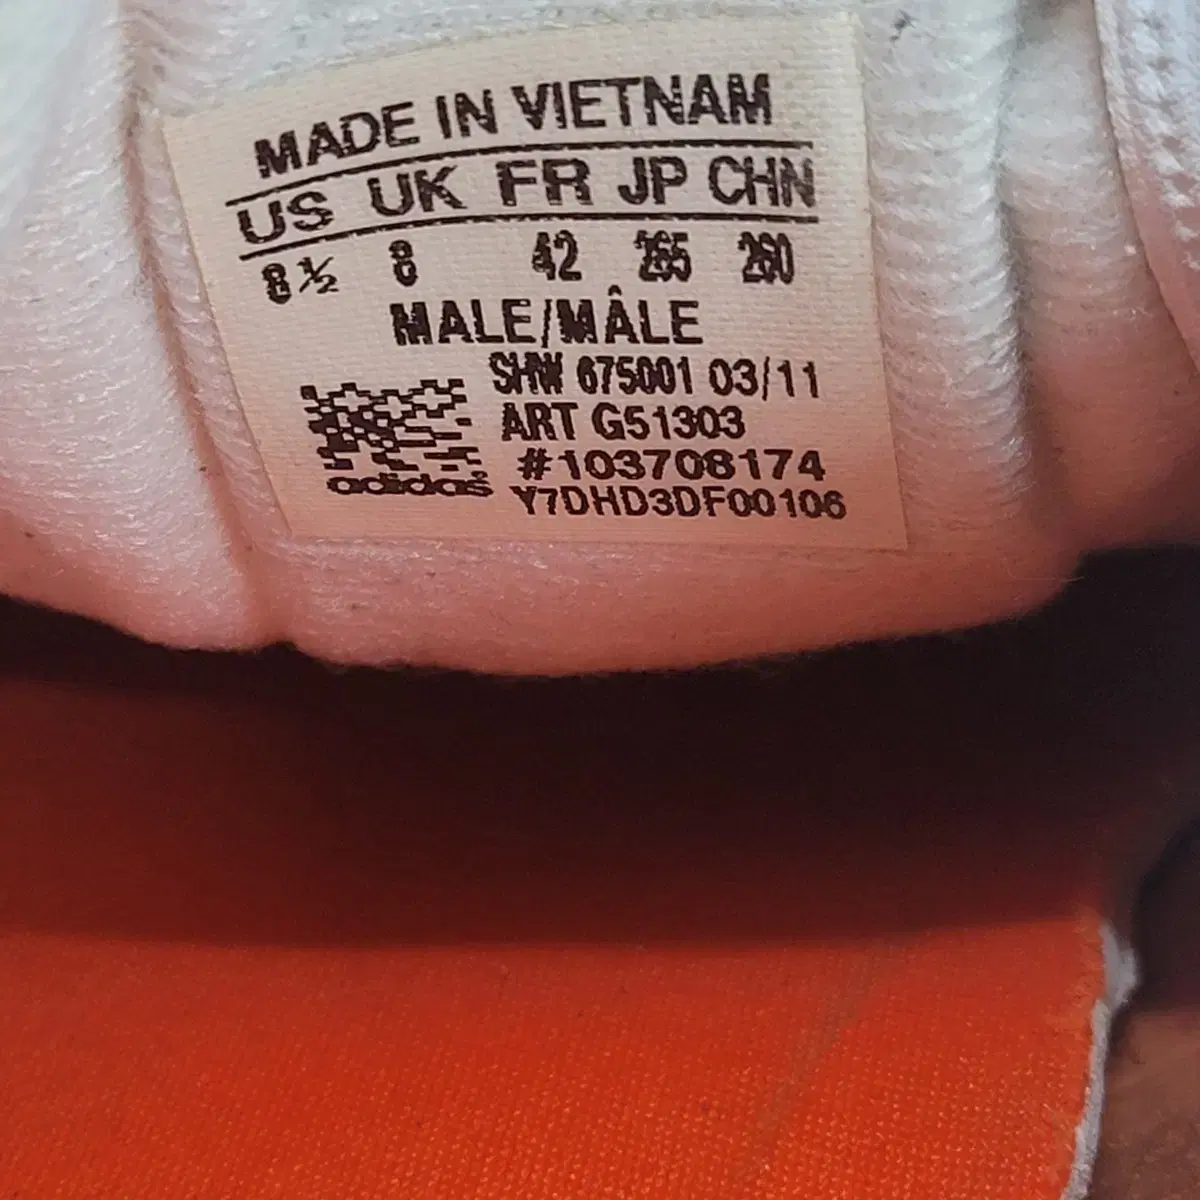 MADE IN VIETNAM
US UK FR JP CHN
8½ 8 42 265 260
MALE/MÂLE
SHW 675001 03/11
ART G51303
#103708174
adidas Y7DHD3DF00106